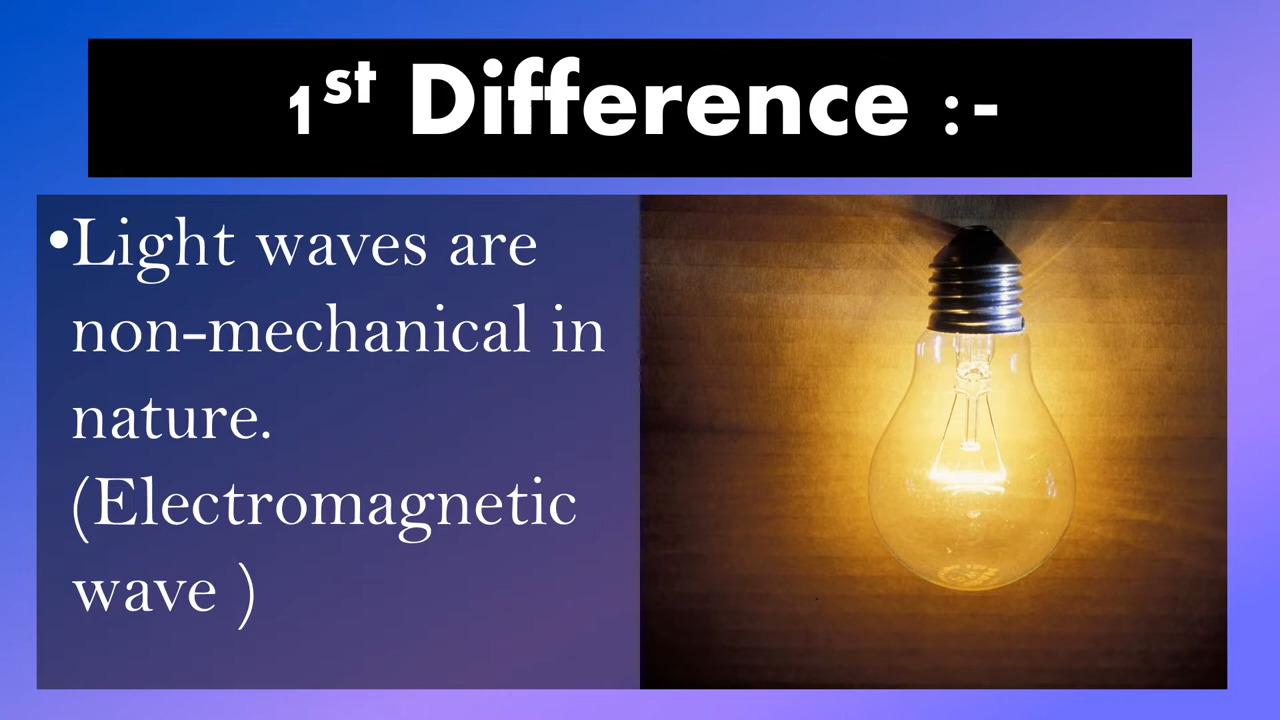 1st Difference :-
•Light waves are
non-mechanical in
nature.
(Electromagnetic
wave )